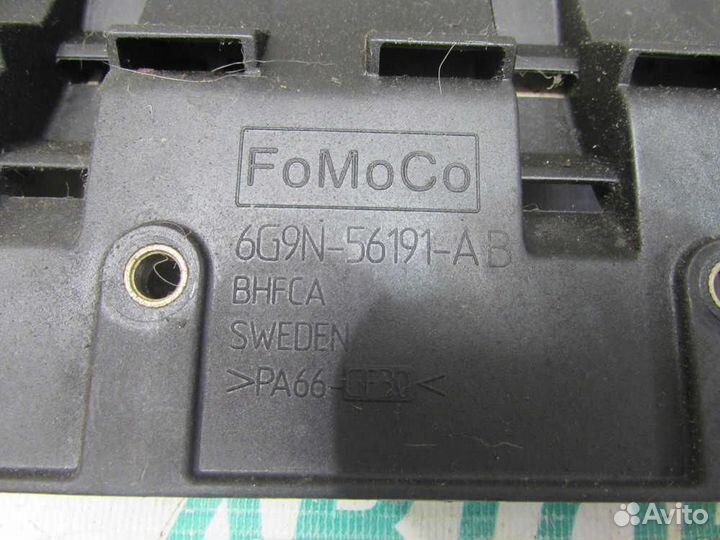 FoMoCo
6G9N-56191-AB
BHFCA
SWEDEN
>PA66-GF30<
Avito